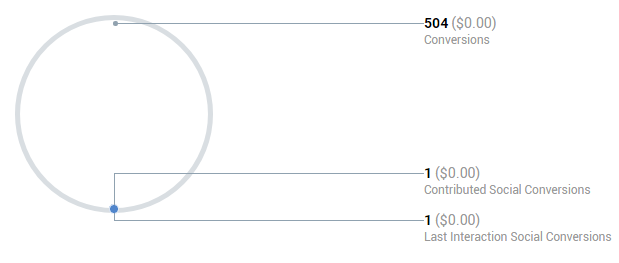 504 ($0.00)
Conversions
1 ($0.00)
Contributed Social Conversions
1 ($0.00)
Last Interaction Social Conversions